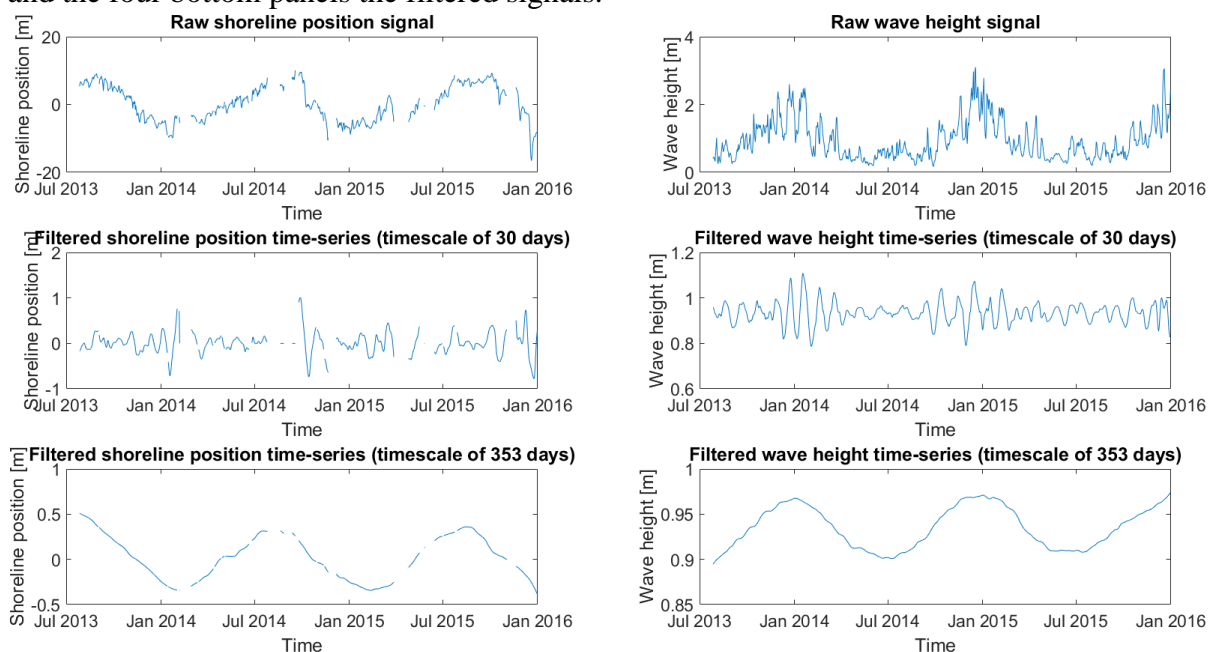 and the four bottom panels the filtered signals.
Raw shoreline position signal
Shoreline position [m]
20
0
-20
Jul 2013 Jan 2014 Jul 2014 Jan 2015 Jul 2015 Jan 2016
Time
Raw wave height signal
Wave height [m]
4
2
0
Jul 2013 Jan 2014 Jul 2014 Jan 2015 Jul 2015 Jan 2016
Time
Filtered shoreline position time-series (timescale of 30 days)
Shoreline position [m]
2
1
0
-1
Jul 2013 Jan 2014 Jul 2014 Jan 2015 Jul 2015 Jan 2016
Time
Filtered wave height time-series (timescale of 30 days)
Wave height [m]
1.2
1
0.8
0.6
Jul 2013 Jan 2014 Jul 2014 Jan 2015 Jul 2015 Jan 2016
Time
Filtered shoreline position time-series (timescale of 353 days)
Shoreline position [m]
1
0.5
0
-0.5
Jul 2013 Jan 2014 Jul 2014 Jan 2015 Jul 2015 Jan 2016
Time
Filtered wave height time-series (timescale of 353 days)
Wave height [m]
1
0.95
0.9
0.85
Jul 2013 Jan 2014 Jul 2014 Jan 2015 Jul 2015 Jan 2016
Time